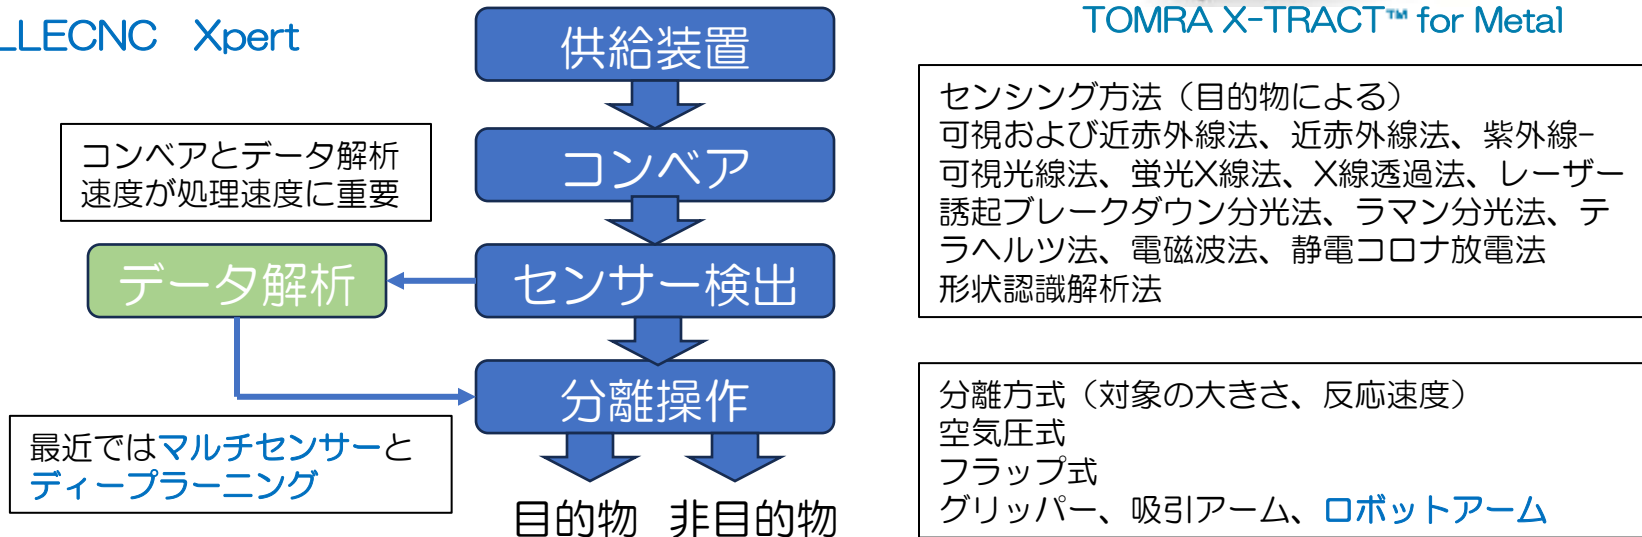 LLECNC Xpert
TOMRA X-TRACT™ for Metal
供給装置
コンベア
センサー検出
分離操作
目的物 非目的物
コンベアとデータ解析
速度が処理速度に重要
データ解析
最近ではマルチセンサーと
ディープラーニング
センシング方法（目的物による）
可視および近赤外線法、近赤外線法、紫外線-
可視光線法、蛍光X線法、X線透過法、レーザー
誘起ブレークダウン分光法、ラマン分光法、テ
ラヘルツ法、電磁波法、静電コロナ放電法
形状認識解析法
分離方式（対象の大きさ、反応速度）
空気圧式
フラップ式
グリッパー、吸引アーム、ロボットアーム